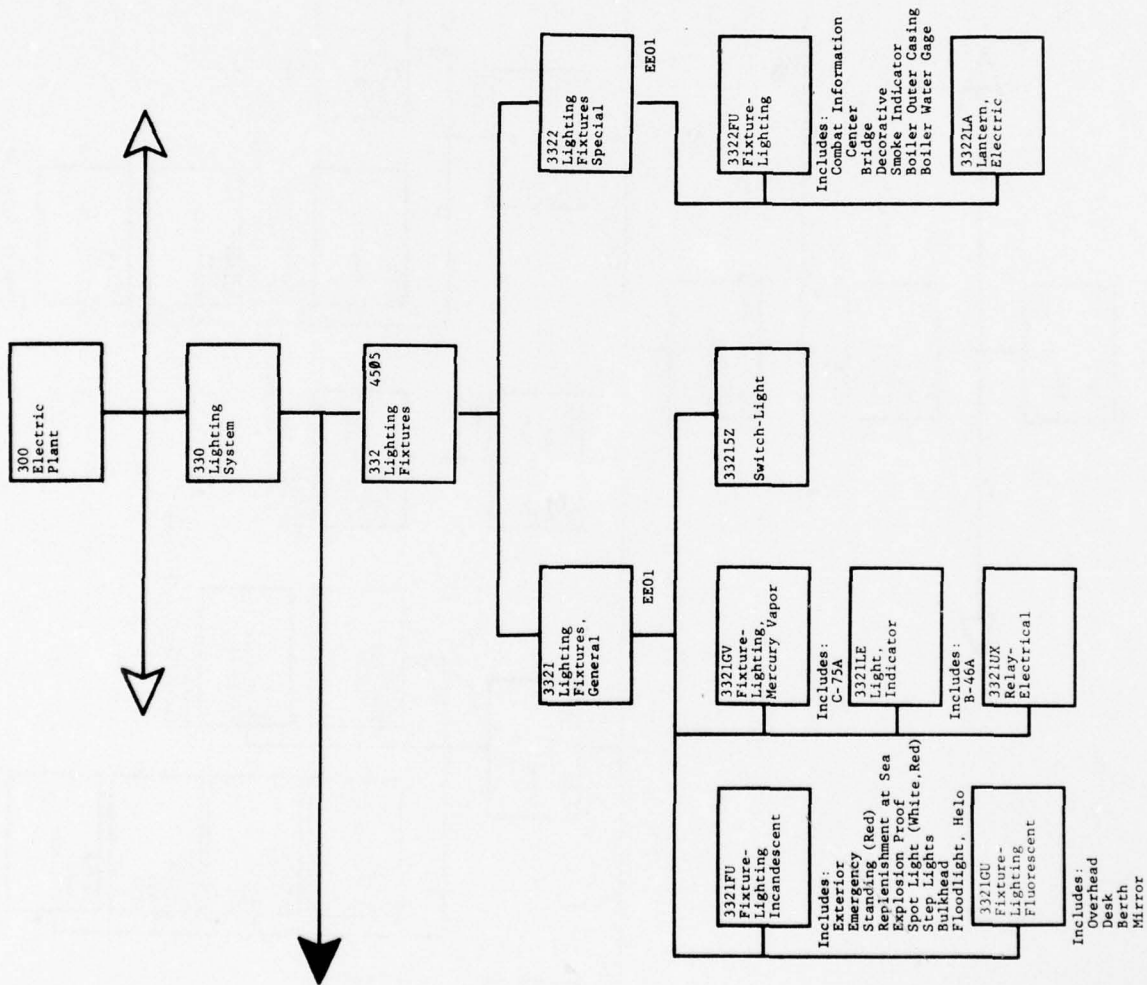 300
Electric
Plant
330
Lighting
System
332 45Ø5
Lighting
Fixtures
3321
Lighting
Fixtures,
General
EE01
3322
Lighting
Fixtures
Special
EE01
3321FU
Fixture-
Lighting
Incandescent
Includes:
Exterior
Emergency
Standing (Red)
Replenishment at Sea
Explosion Proof
Spot Light (White,Red)
Step Lights
Bulkhead
Floodlight, Helo
3321GU
Fixture-
Lighting
Fluorescent
Includes:
Overhead
Desk
Berth
Mirror
3321GV
Fixture-
Lighting,
Mercury Vapor
Includes:
C-75A
3321LE
Light,
Indicator
Includes:
B-46A
3321UX
Relay-
Electrical
33215Z
Switch-Light
3322FU
Fixture-
Lighting
Includes:
Combat Information
Center
Bridge
Decorative
Smoke Indicator
Boiler Outer Casing
Boiler Water Gage
3322LA
Lantern,
Electric